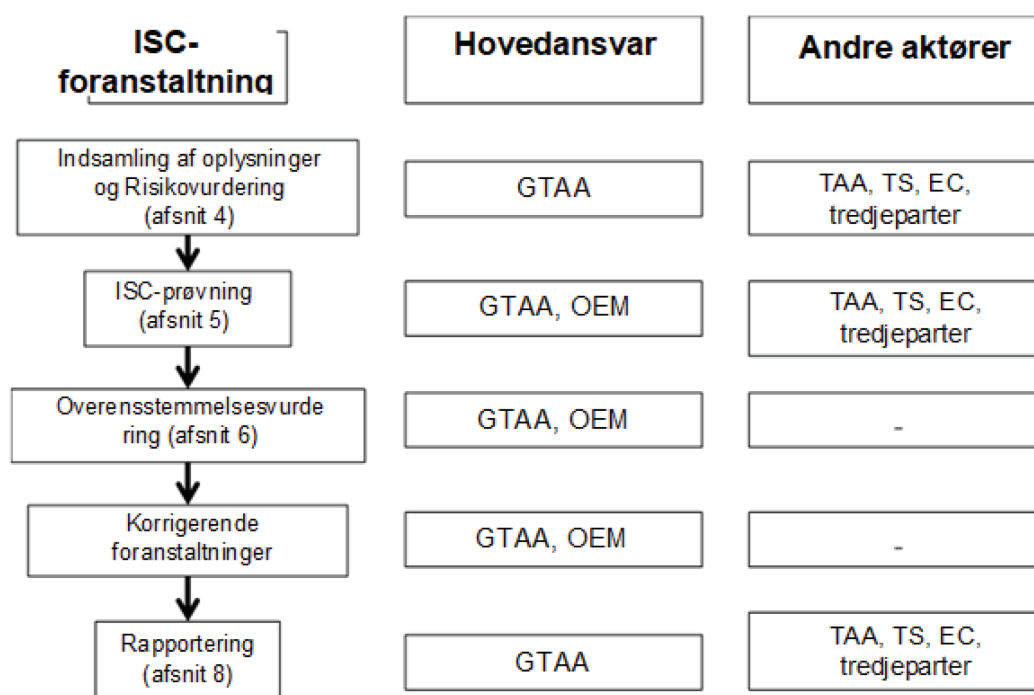 ISC-
foranstaltning
Hovedansvar
Andre aktører
Indsamling af oplysninger
og Risikovurdering
(afsnit 4)
GTAA
TAA, TS, EC,
tredjeparter
ISC-prøvning
(afsnit 5)
GTAA, OEM
TAA, TS, EC,
tredjeparter
Overensstemmelsesvurde
ring (afsnit 6)
GTAA, OEM
-
Korrigerende
foranstaltninger
GTAA, OEM
-
Rapportering
(afsnit 8)
GTAA
TAA, TS, EC,
tredjeparter